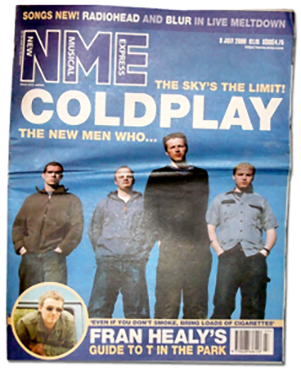 SONGS NEW! RADIOHEAD AND BLUR IN LIVE MELTDOWN
NEW
MUSICAL
EXPRESS
NME
8 JULY 2000
THE SKY'S THE LIMIT!
COLDPLAY
THE NEW MEN WHO...
'EVEN IF YOU DON'T SMOKE, BRING LOADS OF CIGARETTES'
FRAN HEALY'S
GUIDE TO T IN THE PARK